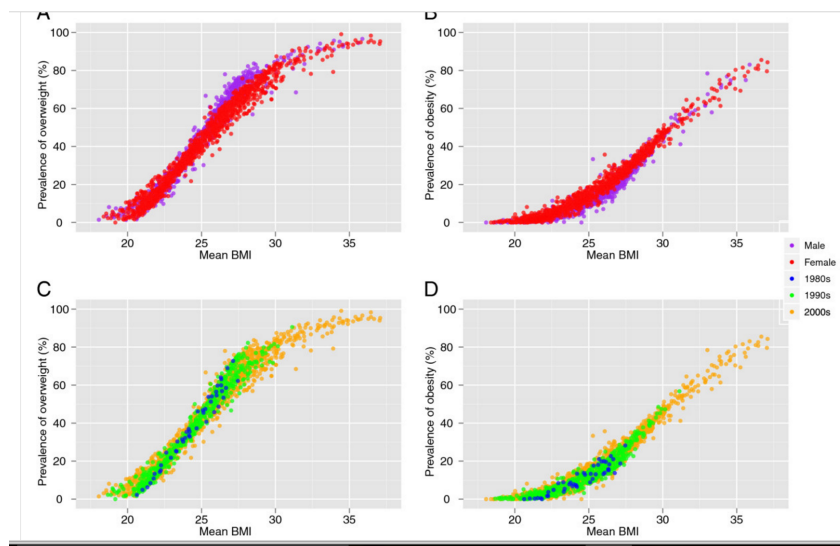 A
Prevalence of overweight (%)
100
80
60
40
20
0
20 25 30 35
Mean BMI
B
Prevalence of obesity (%)
100
80
60
40
20
0
20 25 30 35
Mean BMI
Male
Female
1980s
1990s
2000s
C
Prevalence of overweight (%)
100
80
60
40
20
0
20 25 30 35
Mean BMI
D
Prevalence of obesity (%)
100
80
60
40
20
0
20 25 30 35
Mean BMI